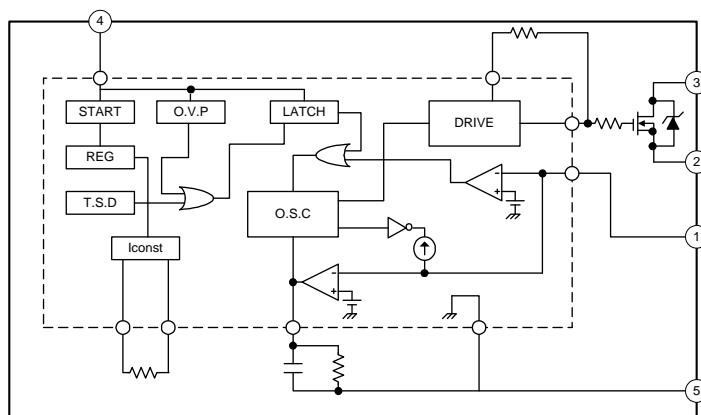 4
START
O.V.P
LATCH
DRIVE
3
REG
2
T.S.D
O.S.C
-
+
1
Iconst
-
+
5